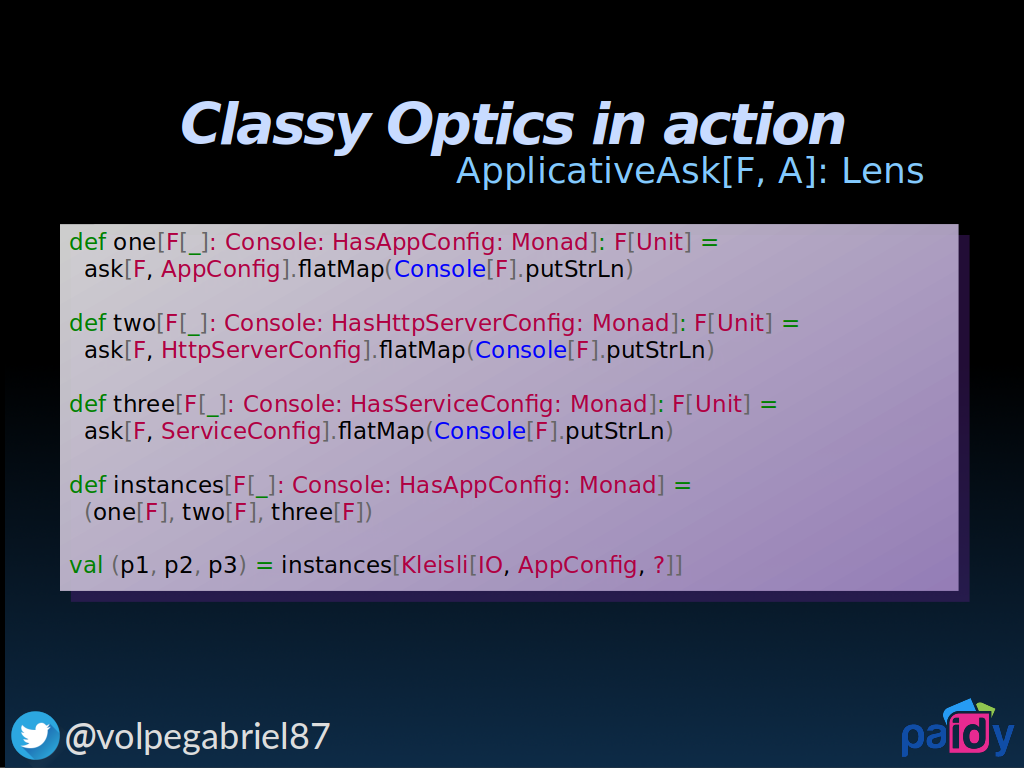 Classy Optics in action
ApplicativeAsk[F, A]: Lens
def one[F[_]: Console: HasAppConfig: Monad]: F[Unit] =
  ask[F, AppConfig].flatMap(Console[F].putStrLn)
def two[F[_]: Console: HasHttpServerConfig: Monad]: F[Unit] =
  ask[F, HttpServerConfig].flatMap(Console[F].putStrLn)
def three[F[_]: Console: HasServiceConfig: Monad]: F[Unit] =
  ask[F, ServiceConfig].flatMap(Console[F].putStrLn)
def instances[F[_]: Console: HasAppConfig: Monad] =
  (one[F], two[F], three[F])
val (p1, p2, p3) = instances[Kleisli[IO, AppConfig, ?]]
@volpegabriel87
paidy